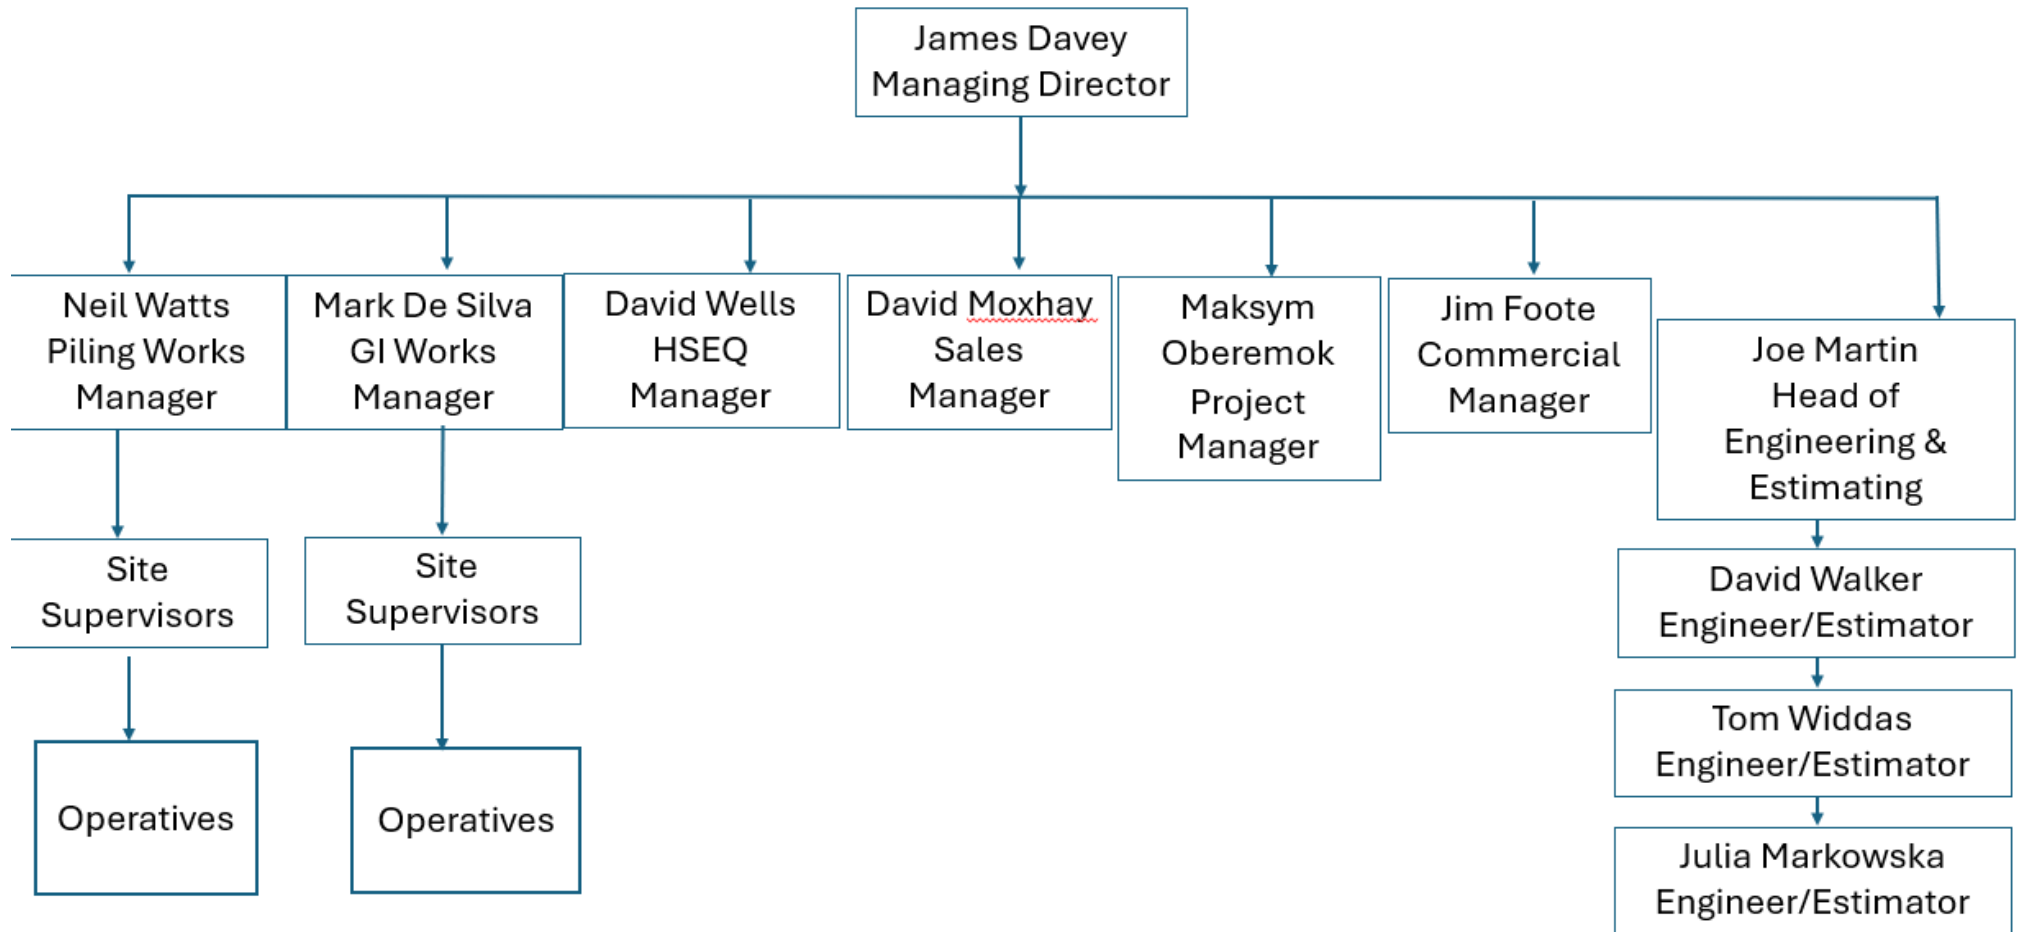 James Davey
Managing Director
Neil Watts
Piling Works
Manager
Mark De Silva
GI Works
Manager
David Wells
HSEQ
Manager
David Moxhay
Sales
Manager
Maksym
Oberemok
Project
Manager
Jim Foote
Commercial
Manager
Joe Martin
Head of
Engineering &
Estimating
Site
Supervisors
Site
Supervisors
David Walker
Engineer/Estimator
Tom Widdas
Engineer/Estimator
Operatives
Operatives
Julia Markowska
Engineer/Estimator